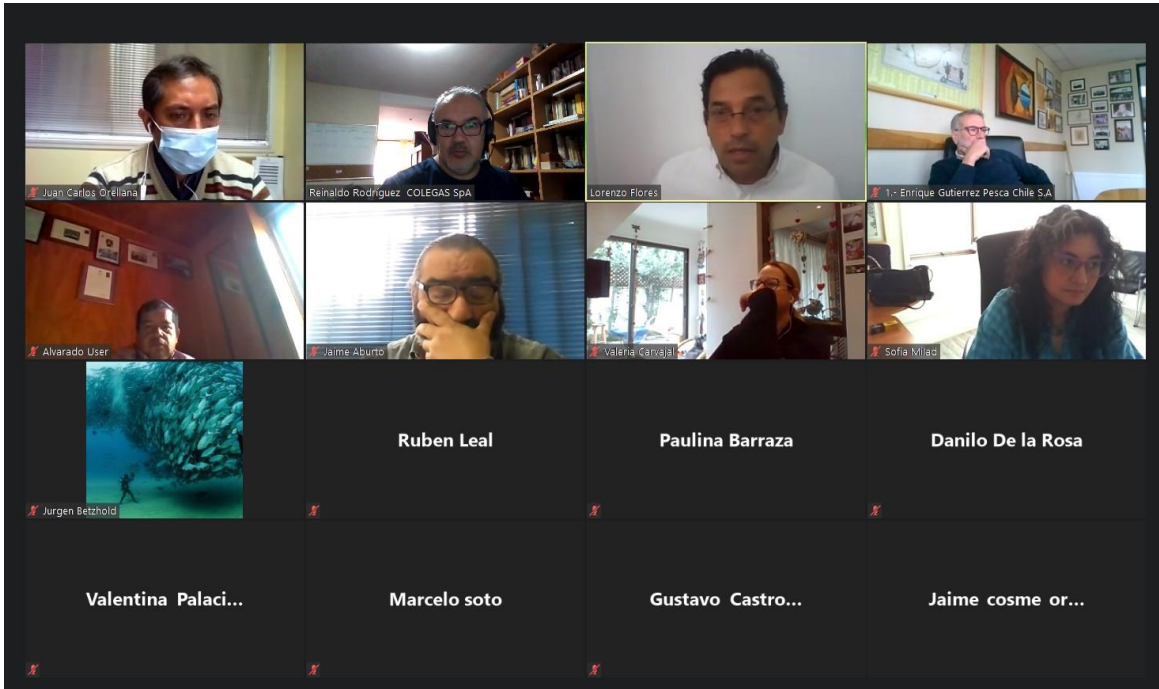 Juan Carlos Orellana
Reinaldo Rodríguez COLEGAS SpA
Lorenzo Flores
1.- Enrique Gutierrez Pesca Chile S.A
Alvarado User
Jaime Aburto
Valeria Carvajal
Sofia Milad
Jurgen Betzhold
Ruben Leal
Paulina Barraza
Danilo De la Rosa
Valentina Palaci...
Marcelo soto
Gustavo Castro...
Jaime cosme or...